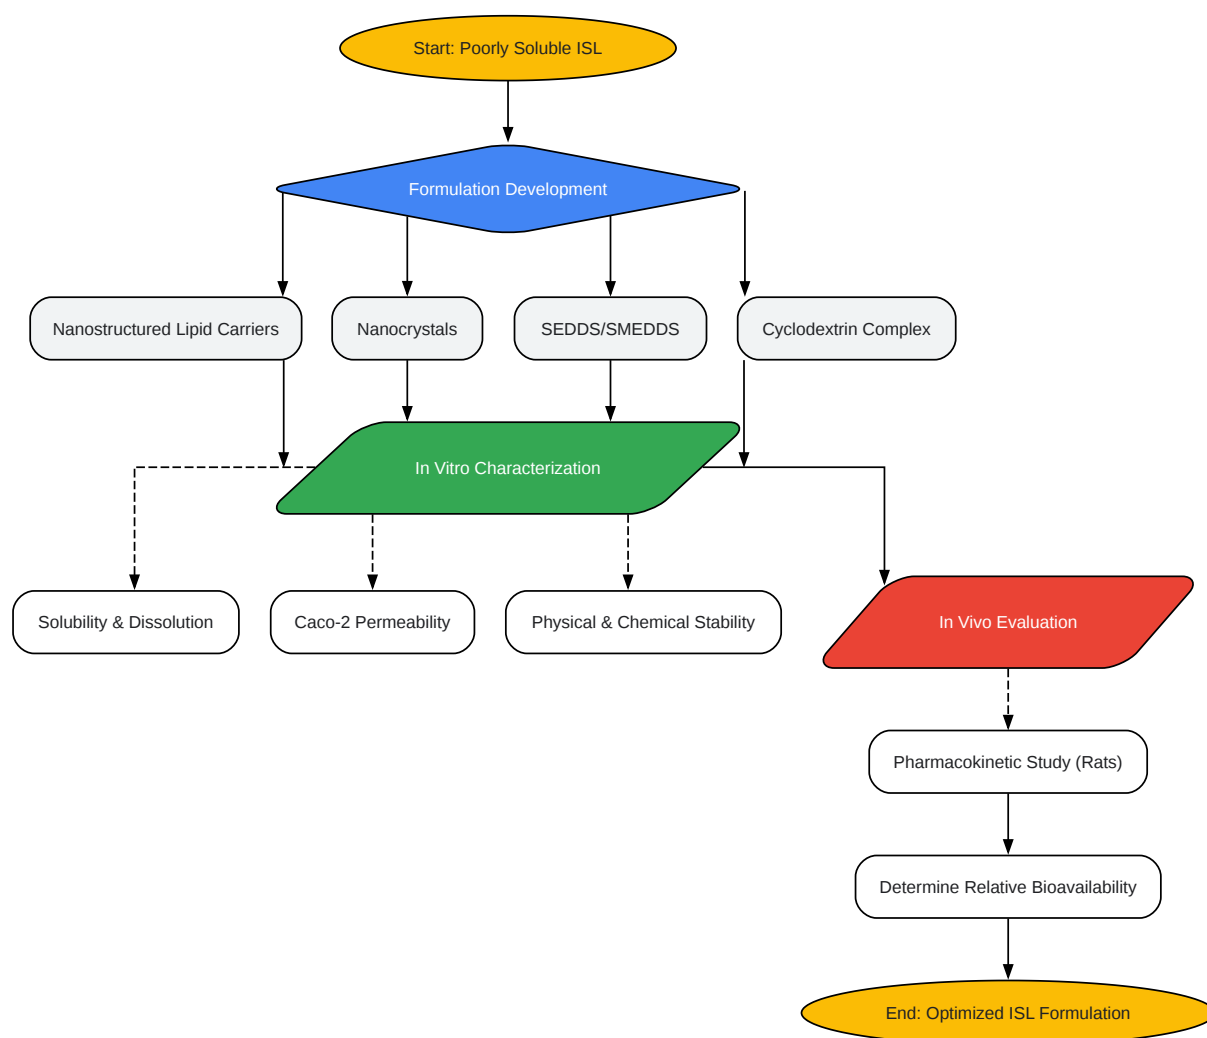 Start: Poorly Soluble ISL
Formulation Development
Nanostructured Lipid Carriers
Nanocrystals
SEDDS/SMEDDS
Cyclodextrin Complex
In Vitro Characterization
Solubility & Dissolution
Caco-2 Permeability
Physical & Chemical Stability
In Vivo Evaluation
Pharmacokinetic Study (Rats)
Determine Relative Bioavailability
End: Optimized ISL Formulation